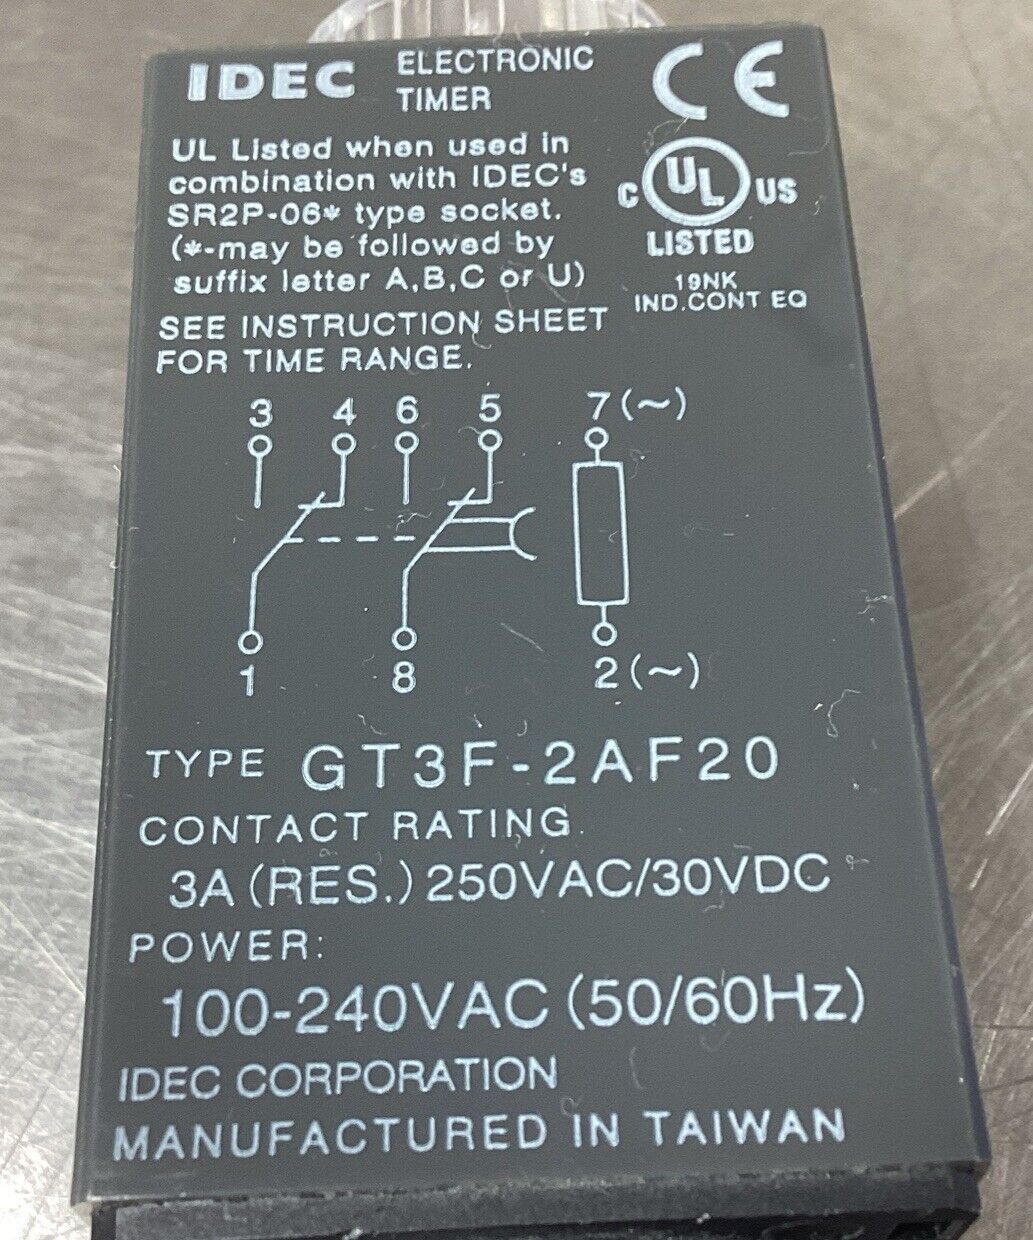 IDEC ELECTRONIC TIMER CE
UL Listed when used in
combination with IDEC's
SR2P-06* type socket.
(*-may be followed by
suffix letter A,B,C or U)
C UL US
LISTED
19NK
IND.CONT EQ
SEE INSTRUCTION SHEET
FOR TIME RANGE.
3 4 6 5 7(~)
1 8 2(~)
TYPE GT3F-2AF20
CONTACT RATING.
3A(RES.)250VAC/30VDC
POWER:
100-240VAC(50/60Hz)
IDEC CORPORATION
MANUFACTURED IN TAIWAN